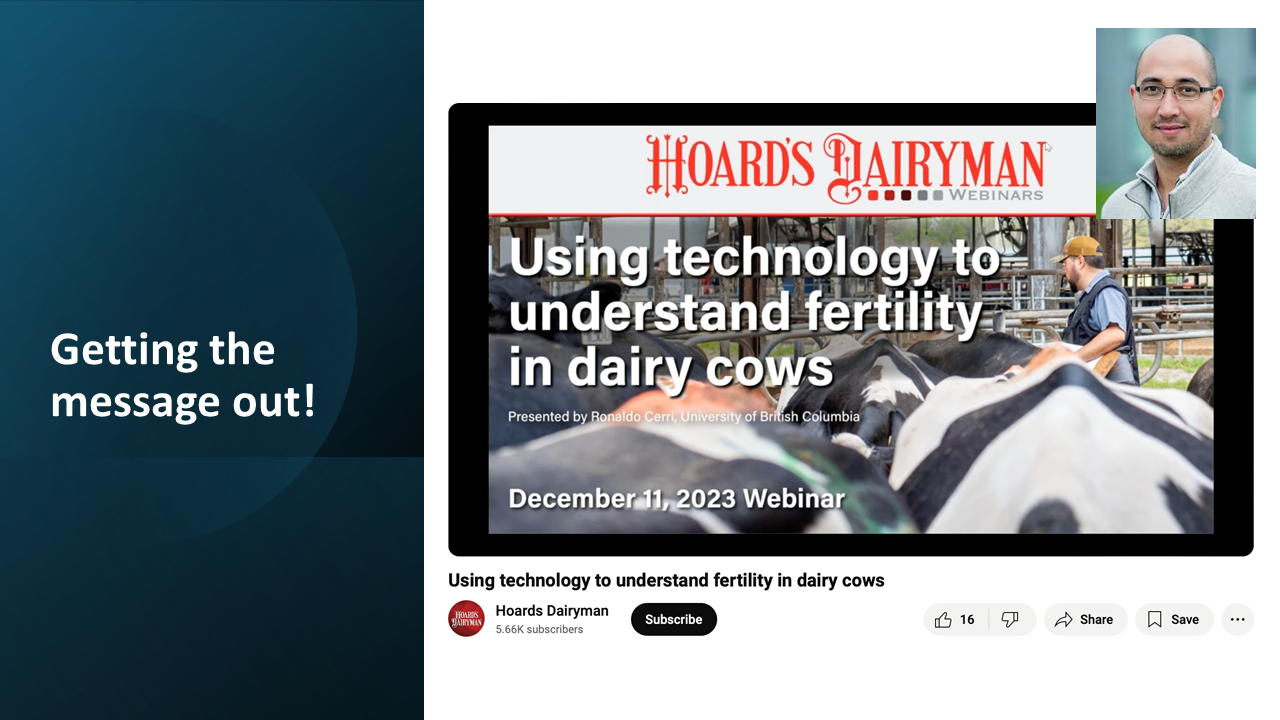 Getting the
message out!
HOARD'S DAIRYMAN
WEBINARS
Using technology to
understand fertility
in dairy cows
Presented by Ronaldo Cerri, University of British Columbia
December 11, 2023 Webinar
Using technology to understand fertility in dairy cows
HOARD'S
DAIRYMAN
Hoards Dairyman
5.66K subscribers
Subscribe
16
Share
Save